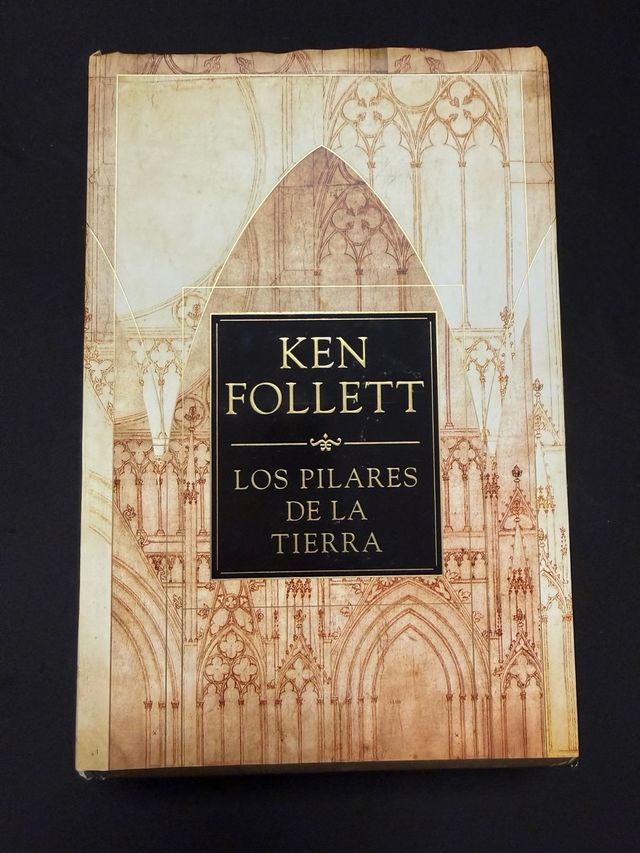 KEN
FOLLETT
LOS PILARES
DE LA
TIERRA